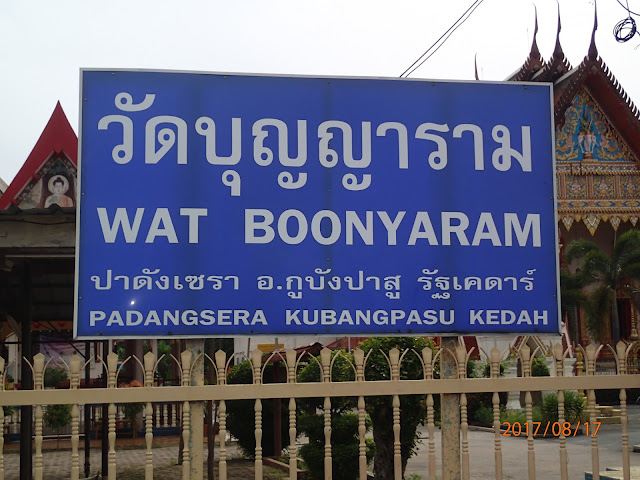 วัดบุญญาราม
WAT BOONYARAM
ปาดังเซรา อ.กูบังปาสู รัฐเคดาร์
PADANGSERA KUBANGPASU KEDAH
2017/08/17